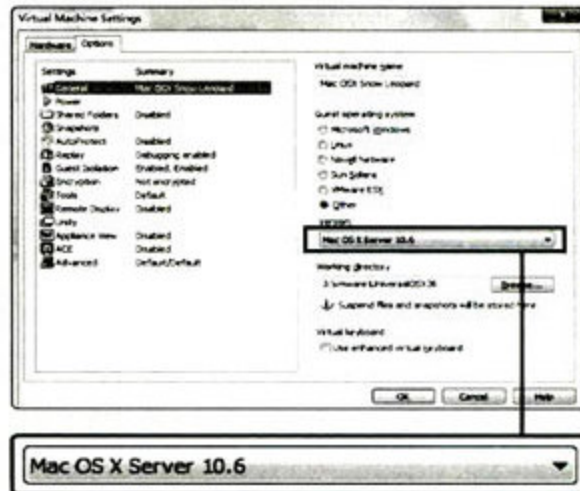 Virtual Machine Settings
Hardware Options
Settings Summary
General Mac OSX Snow Leopard
Power
Shared Folders Disabled
Snapshots
AutoProtect Disabled
Replay Debugging enabled
Guest Isolation Enabled, Enabled
Encryption Not encrypted
Tools Default
Remote Display Disabled
Unity
Appliance View Disabled
ACE Disabled
Advanced Default/Default
Virtual machine name
Mac OSX Snow Leopard
Guest operating system
Microsoft Windows
Linux
Novell Netware
Sun Solaris
VMware ESX
Other
Version
Mac OS X Server 10.6
Working directory
Browse...
Suspend files and snapshots will be stored here
Virtual keyboard
Use enhanced virtual keyboard
OK Cancel Help
Mac OS X Server 10.6